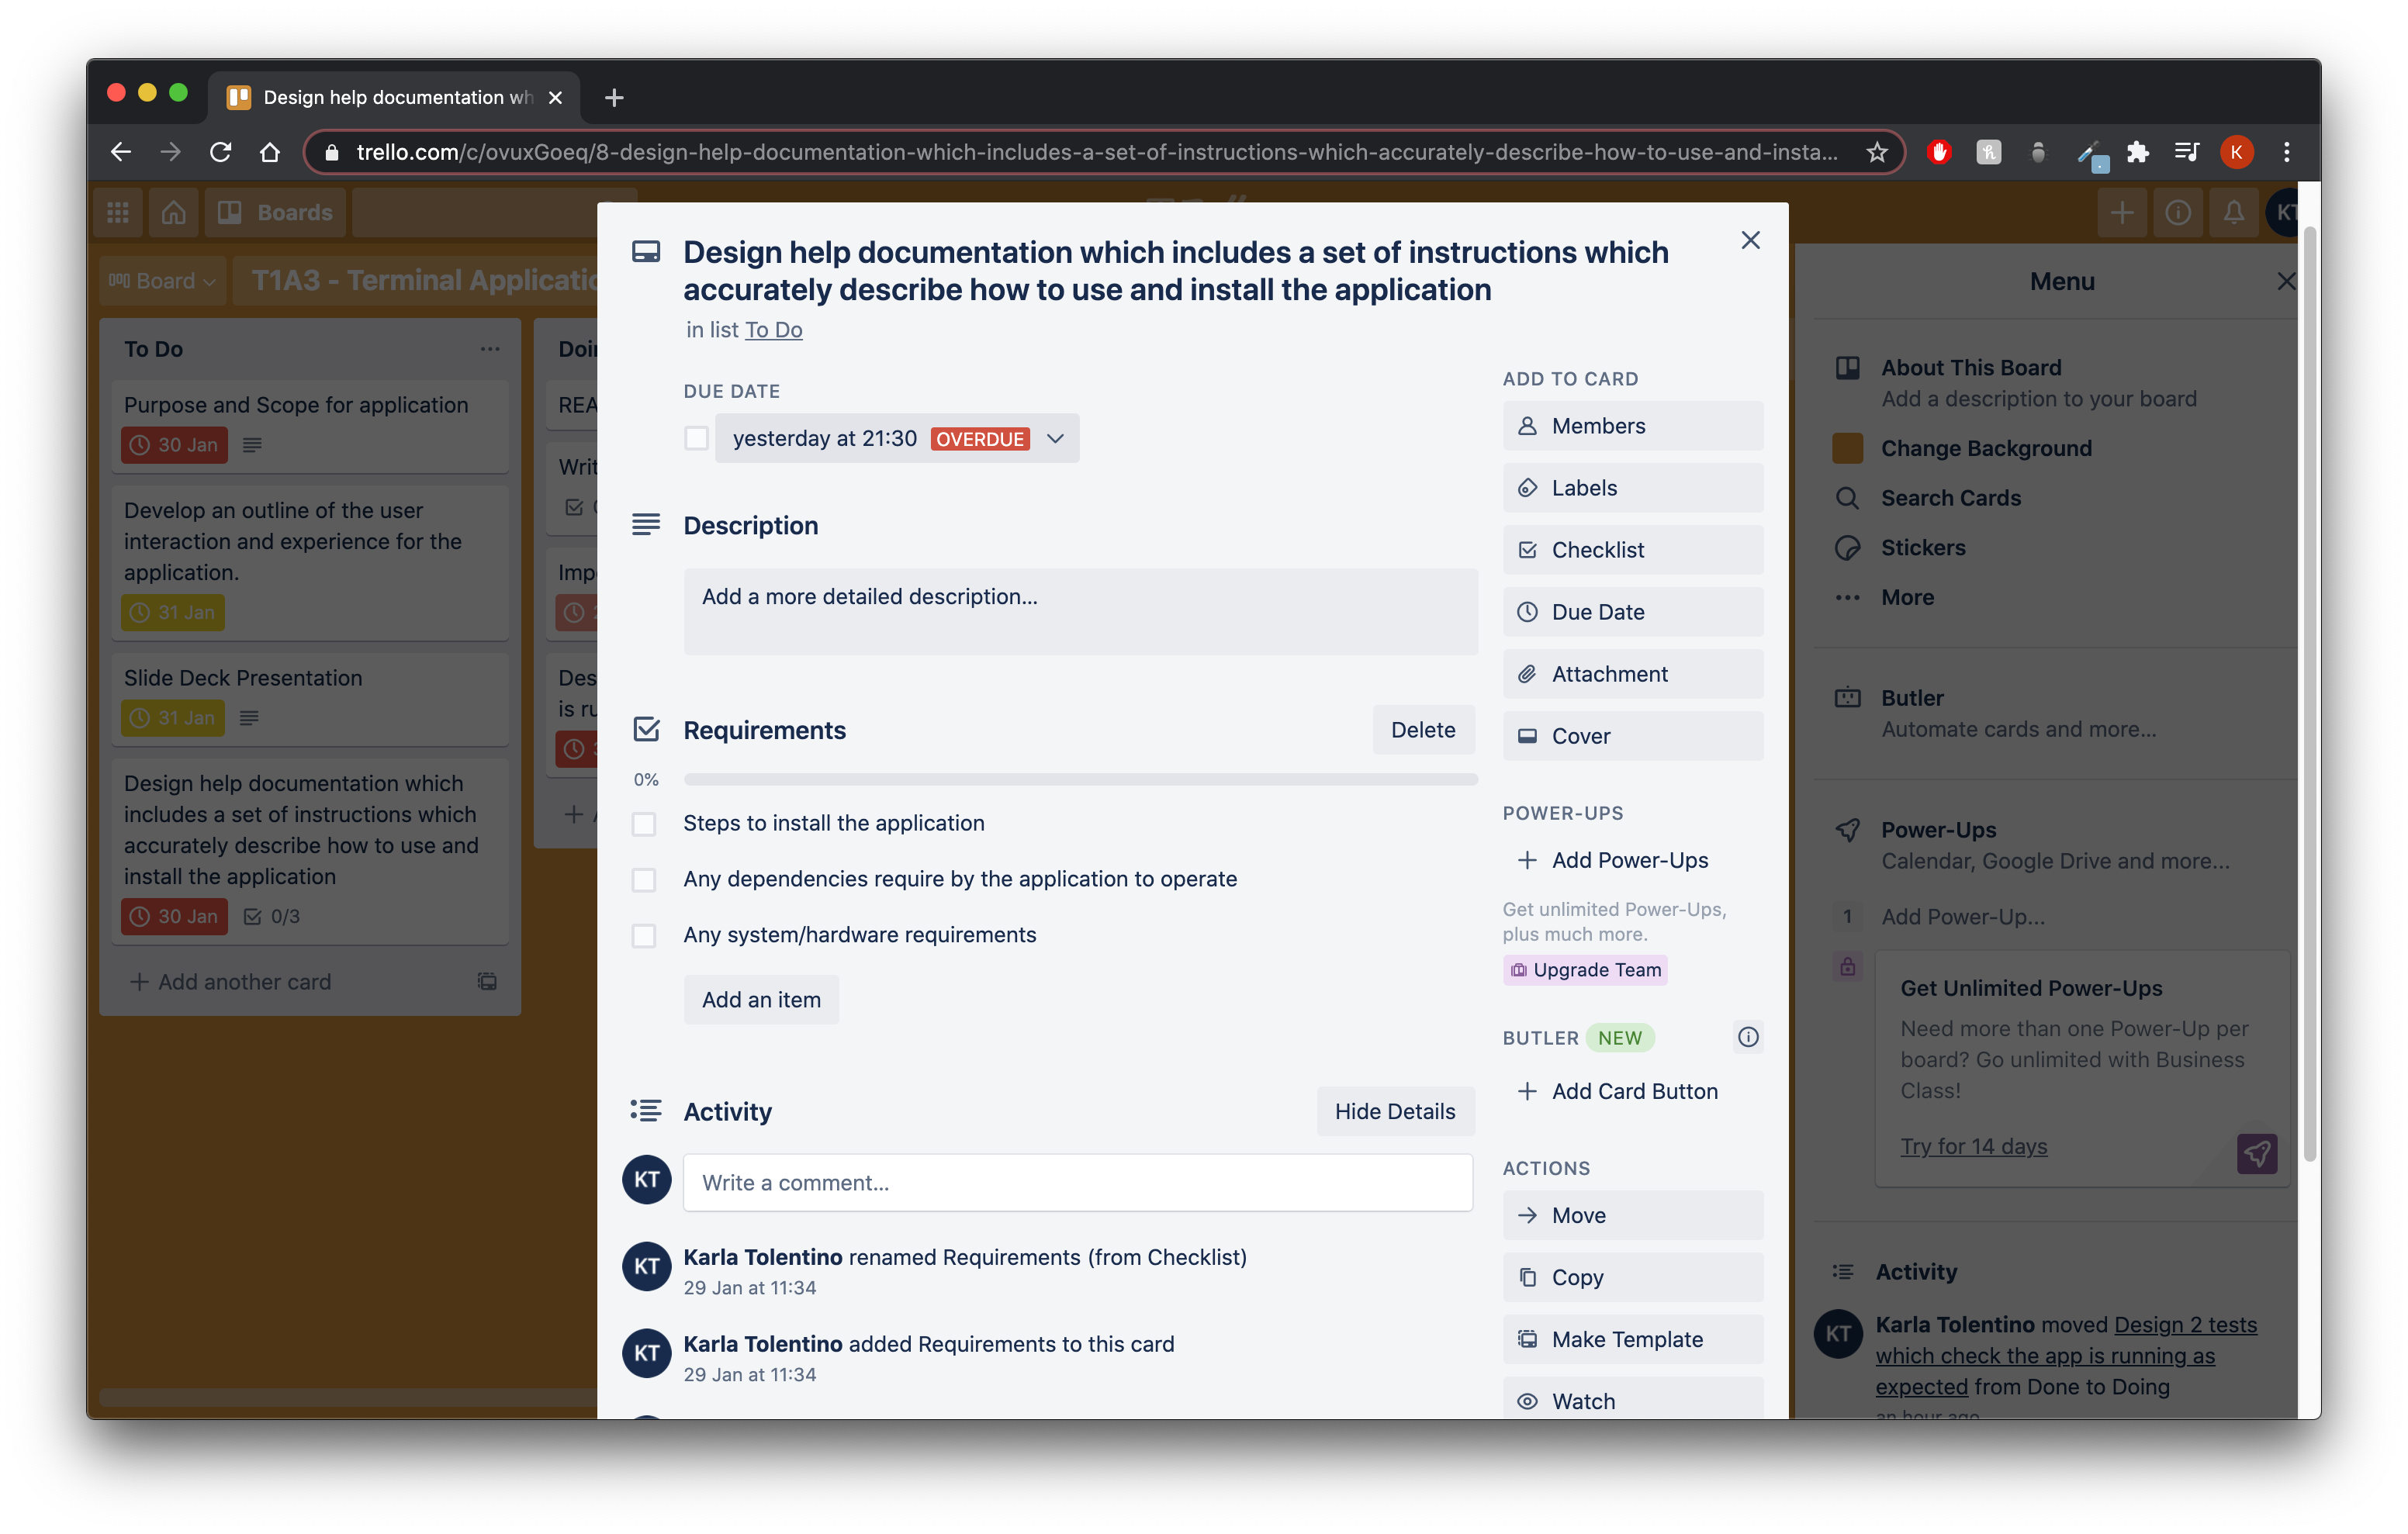 Design help documentation wh
trello.com/c/ovuxGoeq/8-design-help-documentation-which-includes-a-set-of-instructions-which-accurately-describe-how-to-use-and-insta...
K
Boards
KT
Board
T1A3 - Terminal Applicatio
To Do
Purpose and Scope for application
30 Jan
Develop an outline of the user
interaction and experience for the
application.
31 Jan
Slide Deck Presentation
31 Jan
Design help documentation which
includes a set of instructions which
accurately describe how to use and
install the application
30 Jan
0/3
Add another card
Doi
REA
Writ
Imp
Des
is ru
Design help documentation which includes a set of instructions which
accurately describe how to use and install the application
in list To Do
DUE DATE
yesterday at 21:30 OVERDUE
Description
Add a more detailed description...
Requirements
Delete
0%
Steps to install the application
Any dependencies require by the application to operate
Any system/hardware requirements
Add an item
Activity
Hide Details
KT
Write a comment...
KT
Karla Tolentino renamed Requirements (from Checklist)
29 Jan at 11:34
KT
Karla Tolentino added Requirements to this card
29 Jan at 11:34
ADD TO CARD
Members
Labels
Checklist
Due Date
Attachment
Cover
POWER-UPS
Add Power-Ups
Get unlimited Power-Ups,
plus much more.
Upgrade Team
BUTLER NEW
Add Card Button
ACTIONS
Move
Copy
Make Template
Watch
Menu
About This Board
Add a description to your board
Change Background
Search Cards
Stickers
More
Butler
Automate cards and more...
Power-Ups
Calendar, Google Drive and more...
1
Add Power-Up...
Get Unlimited Power-Ups
Need more than one Power-Up per
board? Go unlimited with Business
Class!
Try for 14 days
Activity
KT
Karla Tolentino moved Design 2 tests
which check the app is running as
expected from Done to Doing
an hour ago